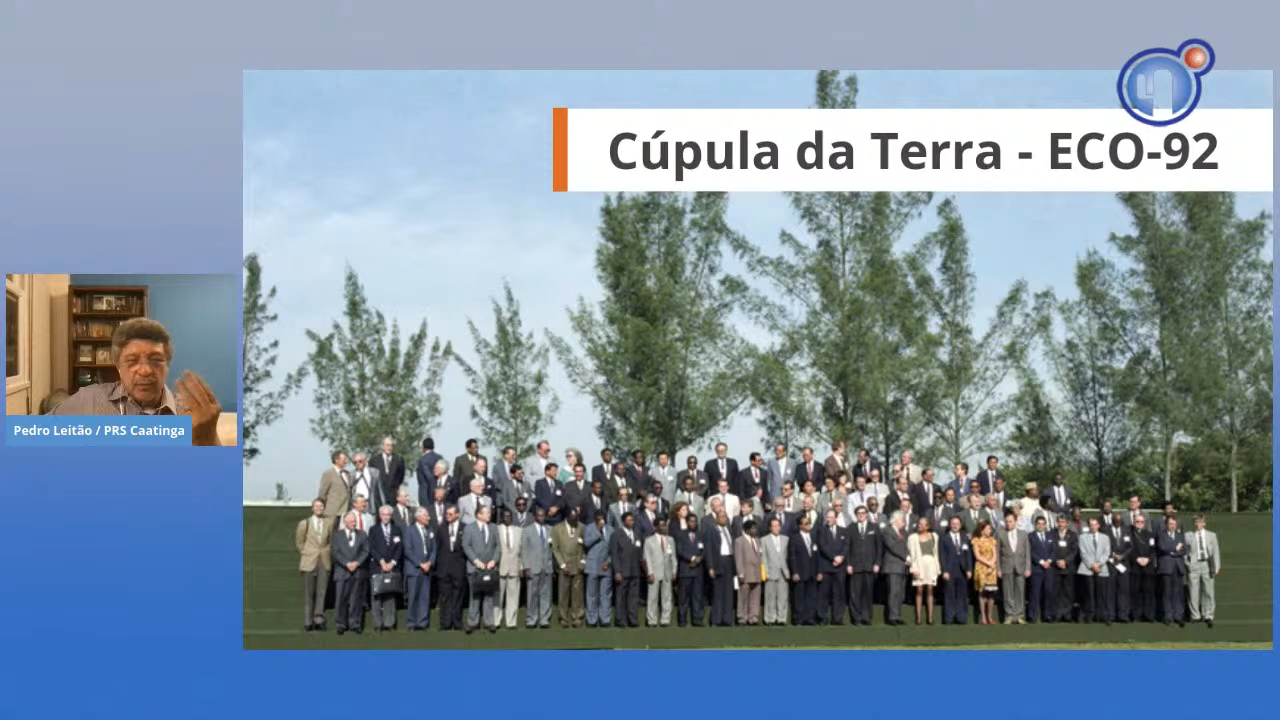 Cúpula da Terra - ECO-92
Pedro Leitão / PRS Caatinga